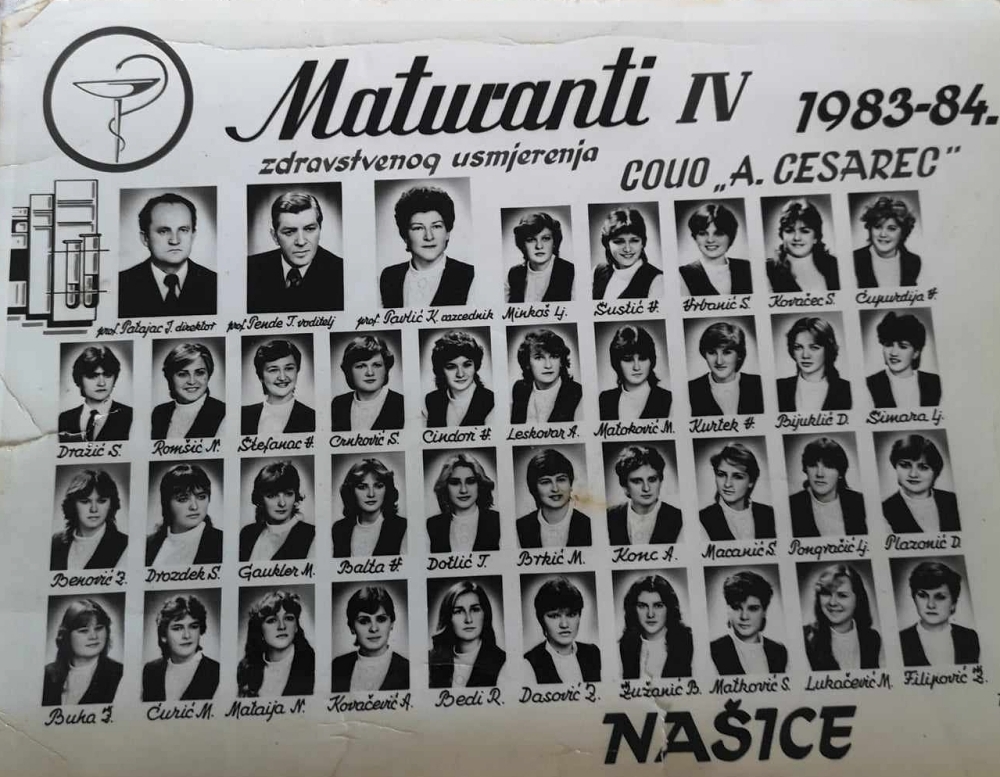 Maturanti IV 1983-84.
zdravstvenog usmjerenja COUO „A. CESAREC”
prof. Patajac J. direktor prof. Pende T. voditelj prof. Pavlić K. razrednik Minkoš Lj. Šustić H. Urbanić S. Kovačec S. Čupurdija H.
Dražić S. Romšić N. Štefanac H. Crnković S. Cindori H. Leskovar A. Matoković M. Kurtek H. Bijuklić D. Šimara Lj.
Benović Z. Drozdek S. Gaukler M. Balta H Dotlić T. Brkić M. Konc A. Macanić S. Pongračić Lj. Plazonić D.
Buha Ž. Ćurić M. Mataija N. Kovačević A. Bedi R. Dasović Z. Žužanić B. Matković S. Lukačević M. Filipović Ž.
NAŠICE